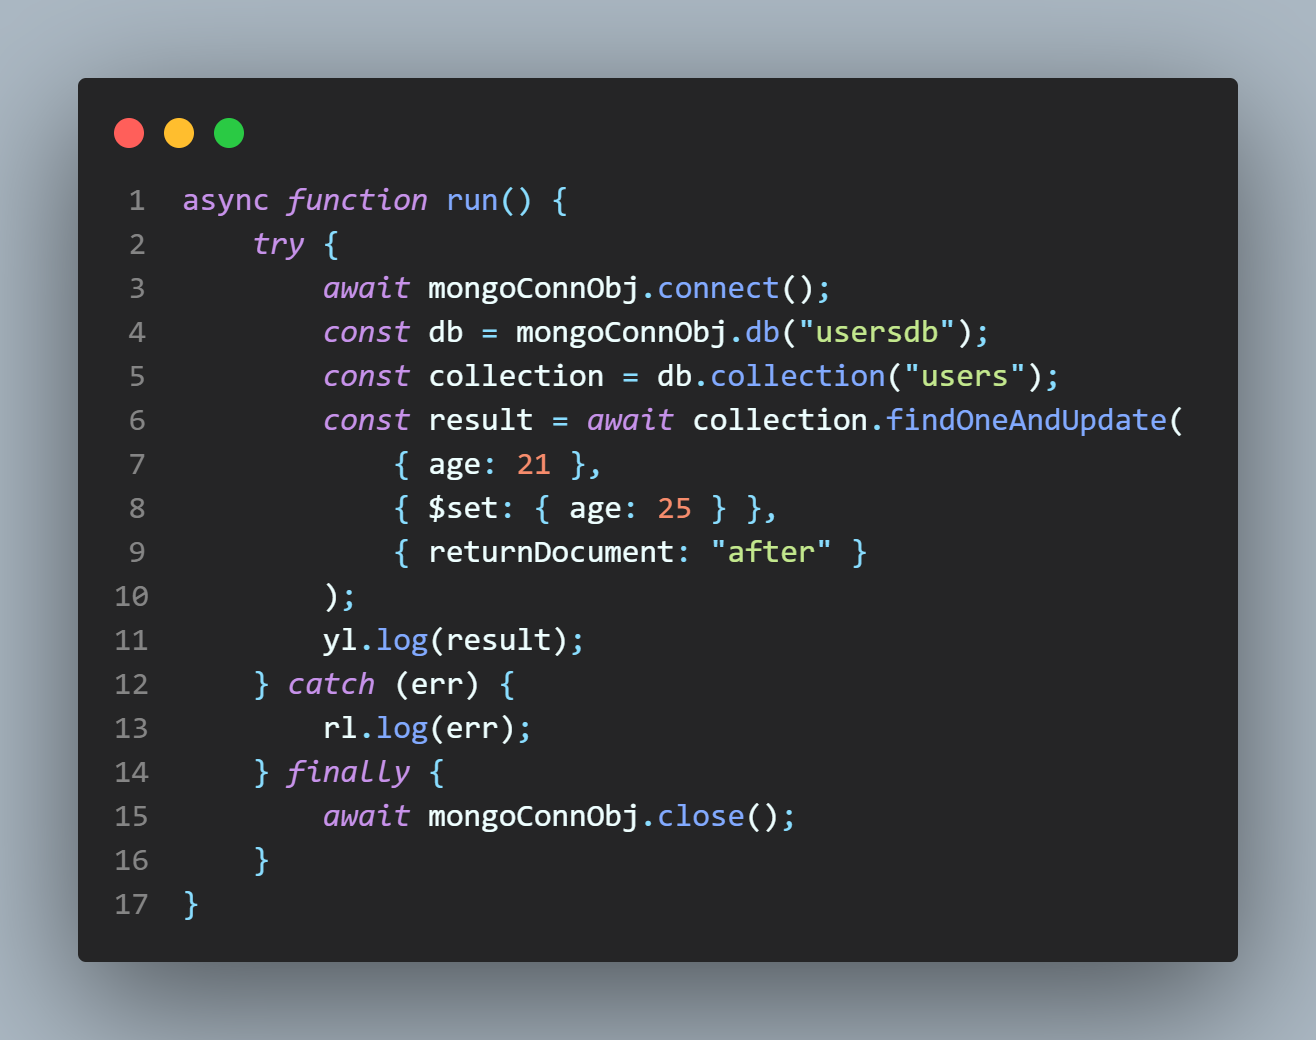 1 async function run() {
2     try {
3         await mongoConnObj.connect();
4         const db = mongoConnObj.db("usersdb");
5         const collection = db.collection("users");
6         const result = await collection.findOneAndUpdate(
7             { age: 21 },
8             { $set: { age: 25 } },
9             { returnDocument: "after" }
10         );
11         yl.log(result);
12     } catch (err) {
13         rl.log(err);
14     } finally {
15         await mongoConnObj.close();
16     }
17 }